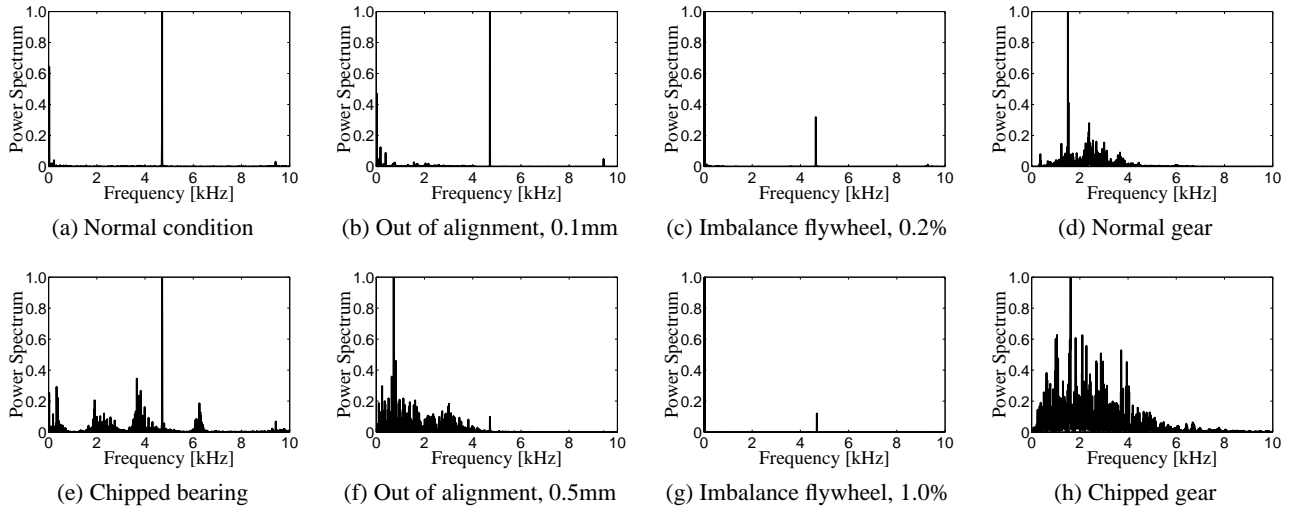 Power Spectrum
1.0
0.8
0.6
0.4
0.2
0
0 2 4 6 8 10
Frequency [kHz]
(a) Normal condition
Power Spectrum
1.0
0.8
0.6
0.4
0.2
0
0 2 4 6 8 10
Frequency [kHz]
(b) Out of alignment, 0.1mm
Power Spectrum
1.0
0.8
0.6
0.4
0.2
0
0 2 4 6 8 10
Frequency [kHz]
(c) Imbalance flywheel, 0.2%
Power Spectrum
1.0
0.8
0.6
0.4
0.2
0
0 2 4 6 8 10
Frequency [kHz]
(d) Normal gear
Power Spectrum
1.0
0.8
0.6
0.4
0.2
0
0 2 4 6 8 10
Frequency [kHz]
(e) Chipped bearing
Power Spectrum
1.0
0.8
0.6
0.4
0.2
0
0 2 4 6 8 10
Frequency [kHz]
(f) Out of alignment, 0.5mm
Power Spectrum
1.0
0.8
0.6
0.4
0.2
0
0 2 4 6 8 10
Frequency [kHz]
(g) Imbalance flywheel, 1.0%
Power Spectrum
1.0
0.8
0.6
0.4
0.2
0
0 2 4 6 8 10
Frequency [kHz]
(h) Chipped gear